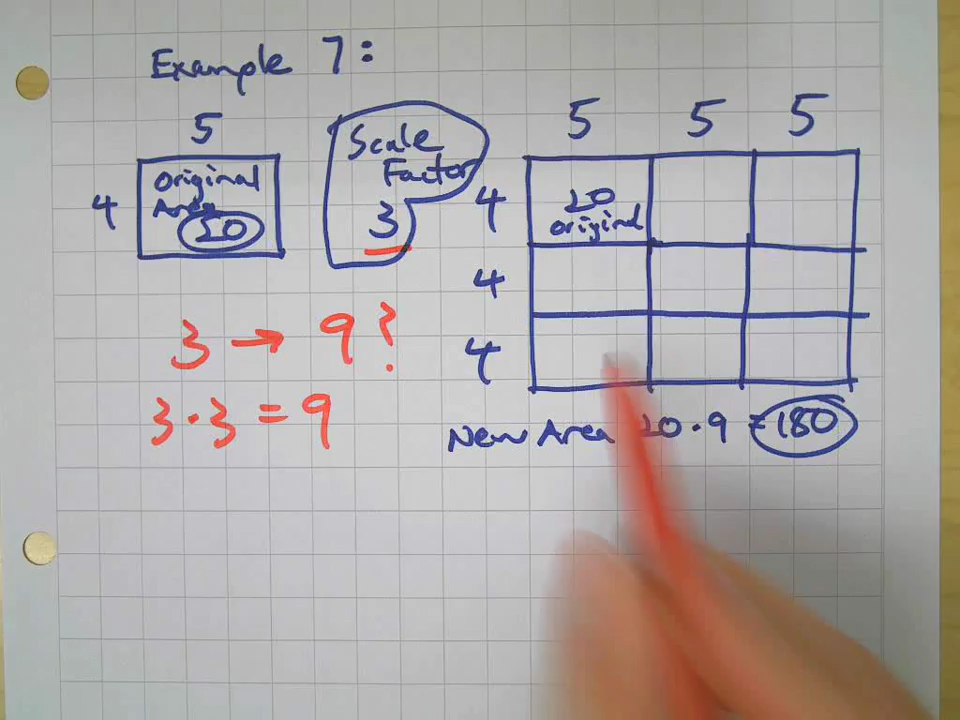 Example 7:
5
4
Original
Area
20
Scale
Factor
3
5 5 5
4
20
original
4
4
3 → 9?
3·3 = 9
New Area 20·9 = 180